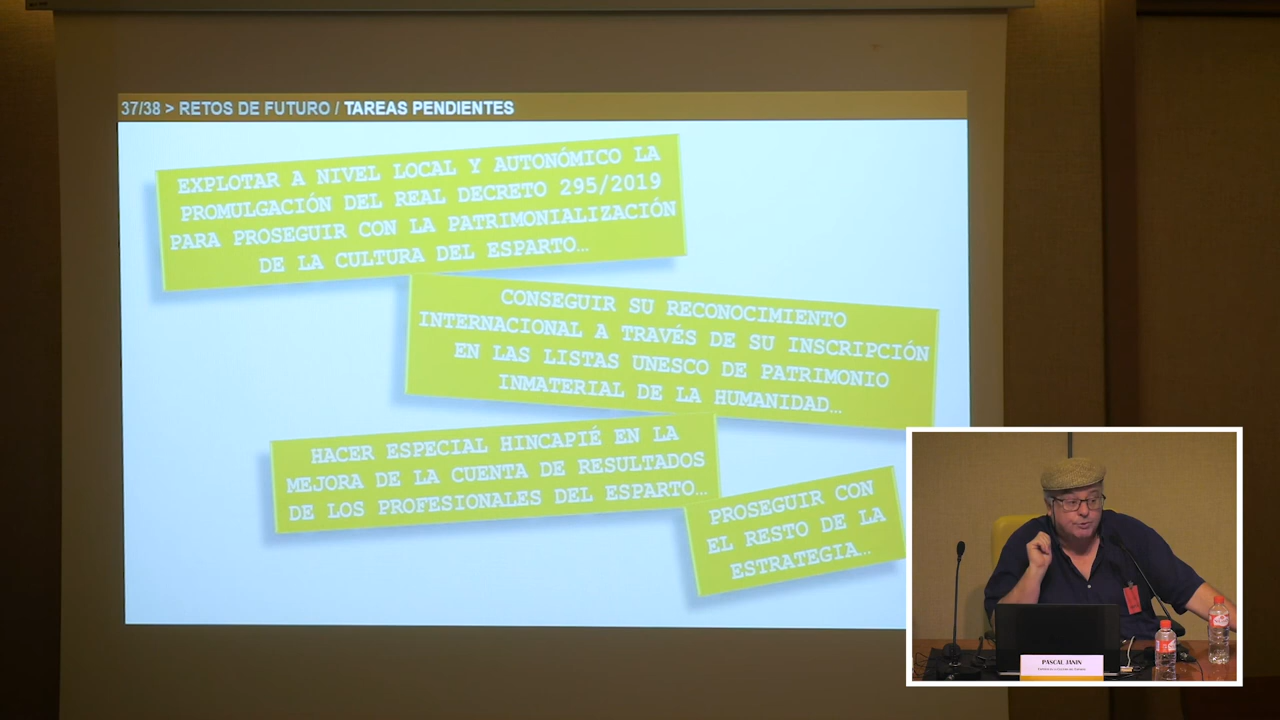 37/38 > RETOS DE FUTURO / TAREAS PENDIENTES
EXPLOTAR A NIVEL LOCAL Y AUTONÓMICO LA
PROMULGACIÓN DEL REAL DECRETO 295/2019
PARA PROSEGUIR CON LA PATRIMONIALIZACIÓN
DE LA CULTURA DEL ESPARTO…
CONSEGUIR SU RECONOCIMIENTO
INTERNACIONAL A TRAVÉS DE SU INSCRIPCIÓN
EN LAS LISTAS UNESCO DE PATRIMONIO
INMATERIAL DE LA HUMANIDAD…
HACER ESPECIAL HINCAPIÉ EN LA
MEJORA DE LA CUENTA DE RESULTADOS
DE LOS PROFESIONALES DEL ESPARTO…
PROSEGUIR CON
EL RESTO DE LA
ESTRATEGIA…
PASCAL JANIN